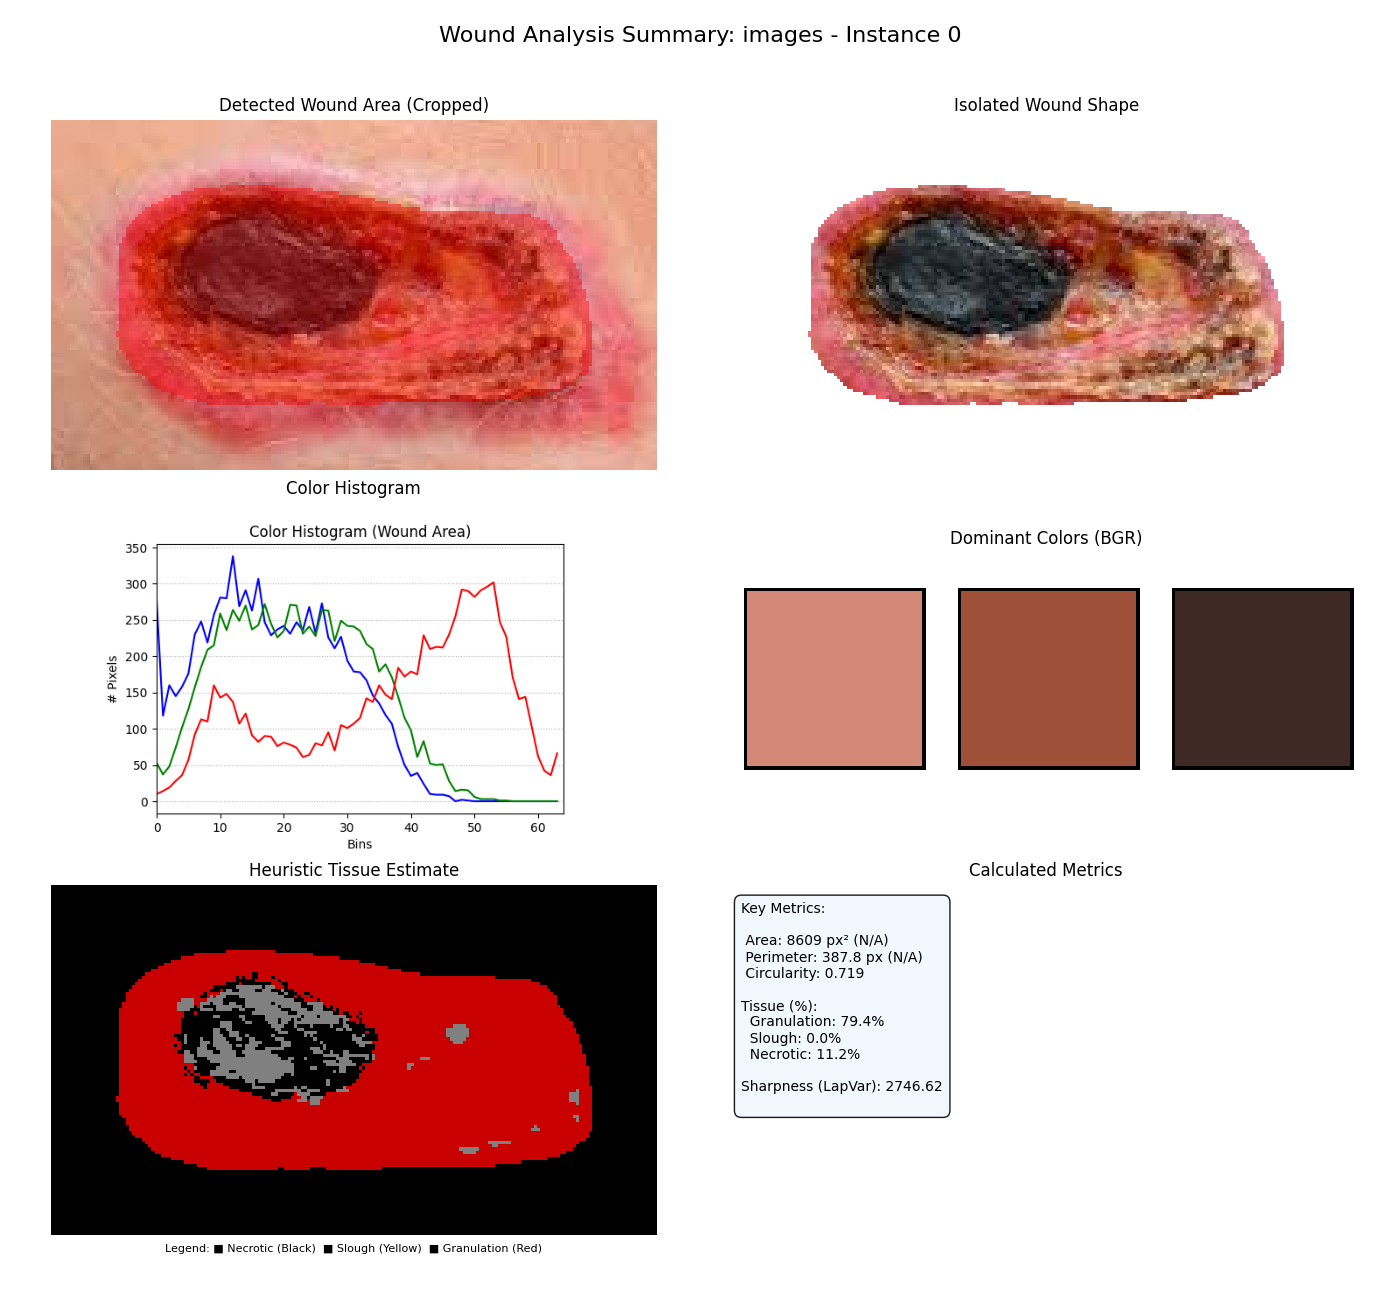 Wound Analysis Summary: images - Instance 0
Detected Wound Area (Cropped)
Isolated Wound Shape
Color Histogram
Color Histogram (Wound Area)
350
300
250
200
150
100
50
0
# Pixels
0 10 20 30 40 50 60
Bins
Dominant Colors (BGR)
Heuristic Tissue Estimate
Legend: ■ Necrotic (Black) ■ Slough (Yellow) ■ Granulation (Red)
Calculated Metrics
Key Metrics:
Area: 8609 px² (N/A)
Perimeter: 387.8 px (N/A)
Circularity: 0.719
Tissue (%):
Granulation: 79.4%
Slough: 0.0%
Necrotic: 11.2%
Sharpness (LapVar): 2746.62